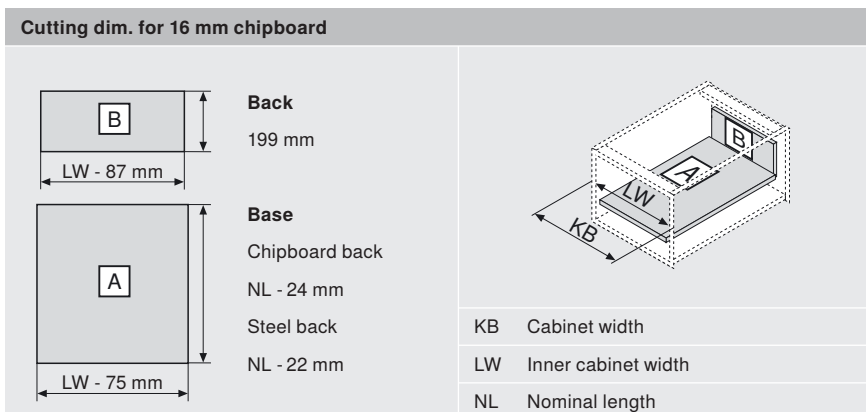 Cutting dim. for 16 mm chipboard
B
Back
199 mm
LW - 87 mm
A
Base
Chipboard back
NL - 24 mm
Steel back
NL - 22 mm
LW - 75 mm
B
A
LW
KB
KB Cabinet width
LW Inner cabinet width
NL Nominal length